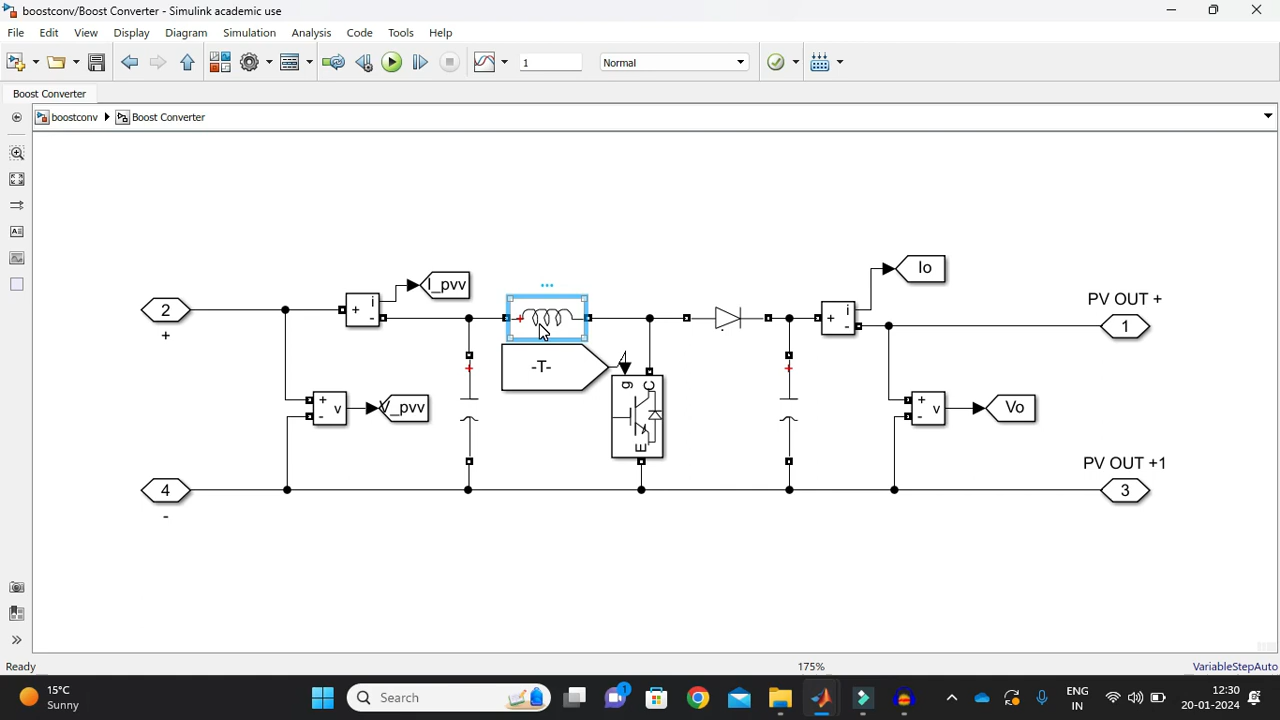 boostconv/Boost Converter - Simulink academic use
File Edit View Display Diagram Simulation Analysis Code Tools Help
1
Normal
Boost Converter
boostconv Boost Converter
2
+
+
i
-
I_pvv
+
-
v
V_pvv
-T-
g
C
E
+
i
-
Io
PV OUT +
1
+
-
v
Vo
PV OUT +1
3
4
-
Ready
175%
VariableStepAuto
15°C
Sunny
Search
1
ENG
IN
12:30
20-01-2024